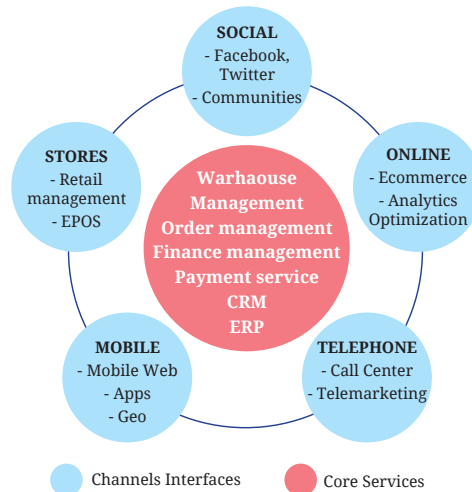 SOCIAL
- Facebook,
Twitter
- Communities
STORES
- Retail
management
- EPOS
ONLINE
- Ecommerce
- Analytics
Optimization
Warhaouse
Management
Order management
Finance management
Payment service
CRM
ERP
MOBILE
- Mobile Web
- Apps
- Geo
TELEPHONE
- Call Center
- Telemarketing
Channels Interfaces
Core Services